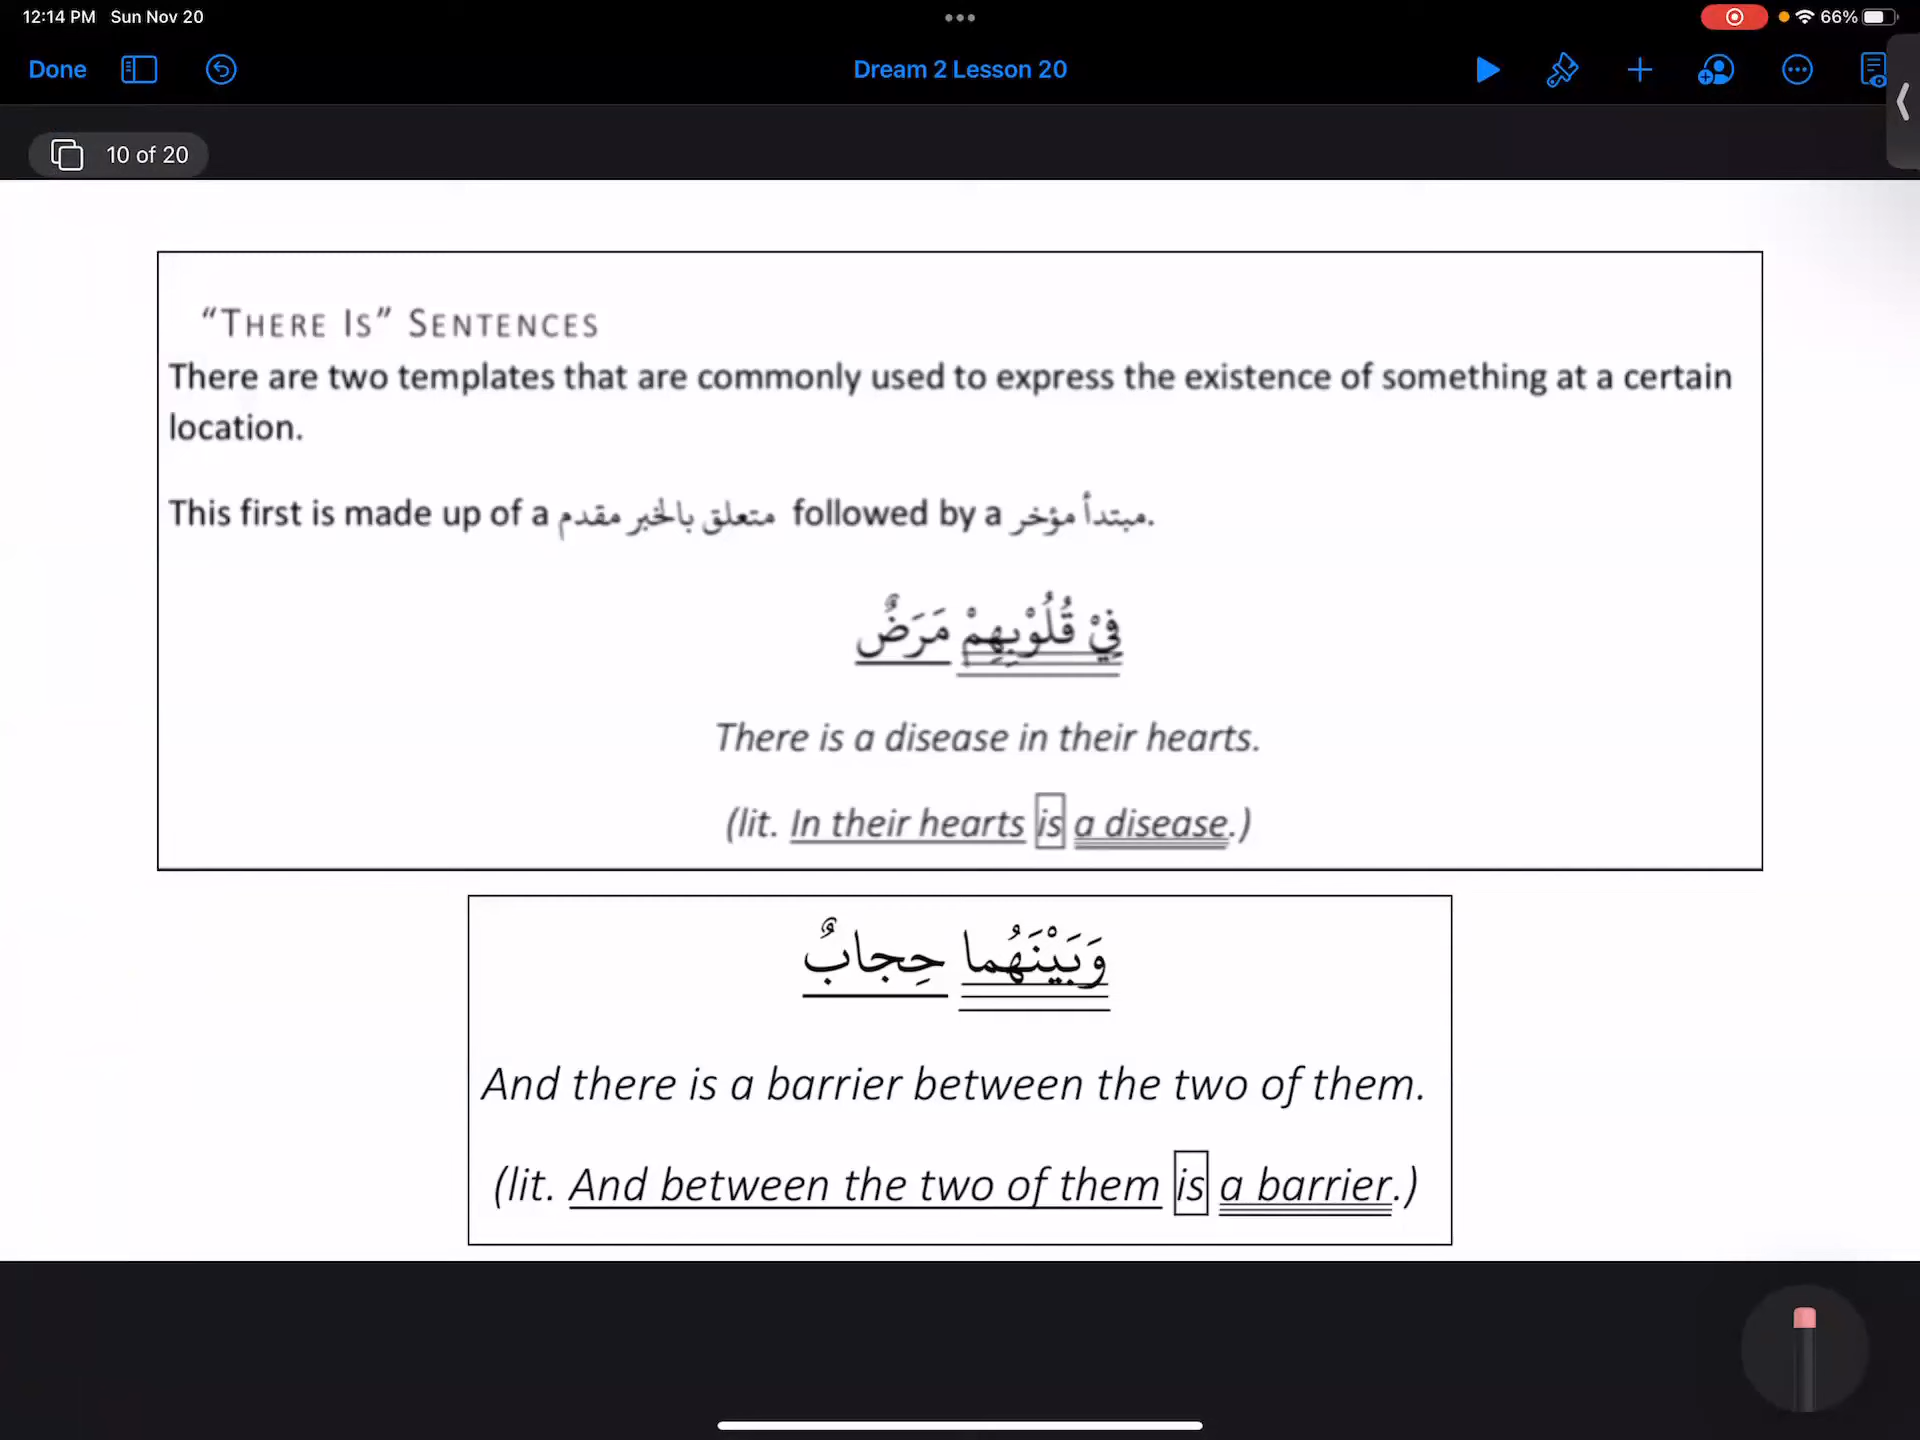 12:14 PM Sun Nov 20
66%
Done
Dream 2 Lesson 20
10 of 20
“THERE IS” SENTENCES
There are two templates that are commonly used to express the existence of something at a certain
location.
This first is made up of a متعلق بالخبر مقدم followed by a مبتدأ مؤخر.
فِيْ قُلُوْبِهِمْ مَرَضٌ
There is a disease in their hearts.
(lit. In their hearts is a disease.)
وَبَيْنَهُما حِجابٌ
And there is a barrier between the two of them.
(lit. And between the two of them is a barrier.)